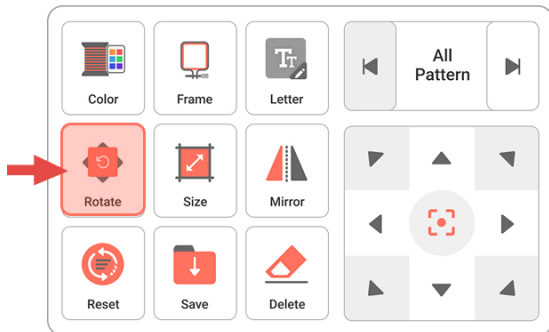 Color
Frame
Letter
All
Pattern
Rotate
Size
Mirror
Reset
Save
Delete